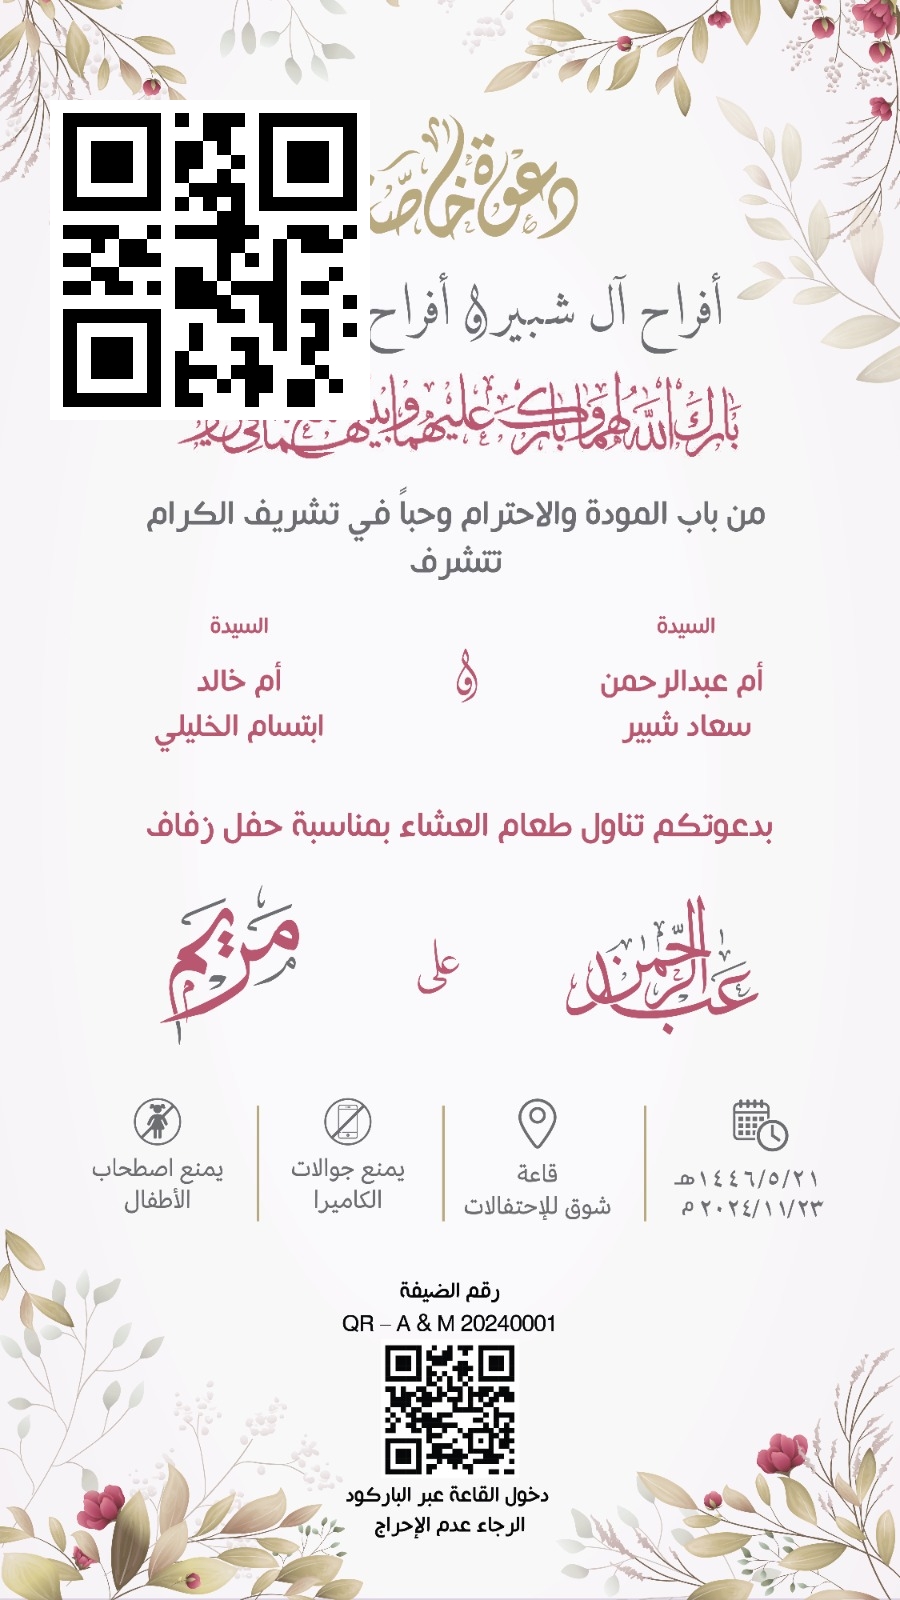 دعوة خاصة
أفراح آل شبير و أفراح
بارك الله لهما وبارك عليهما
من باب المودة والاحترام وحباً في تشريف الكرام
تتشرف
السيدة
أم عبدالرحمن
سعاد شبير
و
السيدة
أم خالد
ابتسام الخليلي
بدعوتكم تناول طعام العشاء بمناسبة حفل زفاف
عبدالرحمن
على
مريم
١٤٤٦/٥/٢١هـ
٢٠٢٤/١١/٢٣م
قاعة
شوق للإحتفالات
يمنع جوالات
الكاميرا
يمنع اصطحاب
الأطفال
رقم الضيفة
QR – A & M 20240001
دخول القاعة عبر الباركود
الرجاء عدم الإحراج